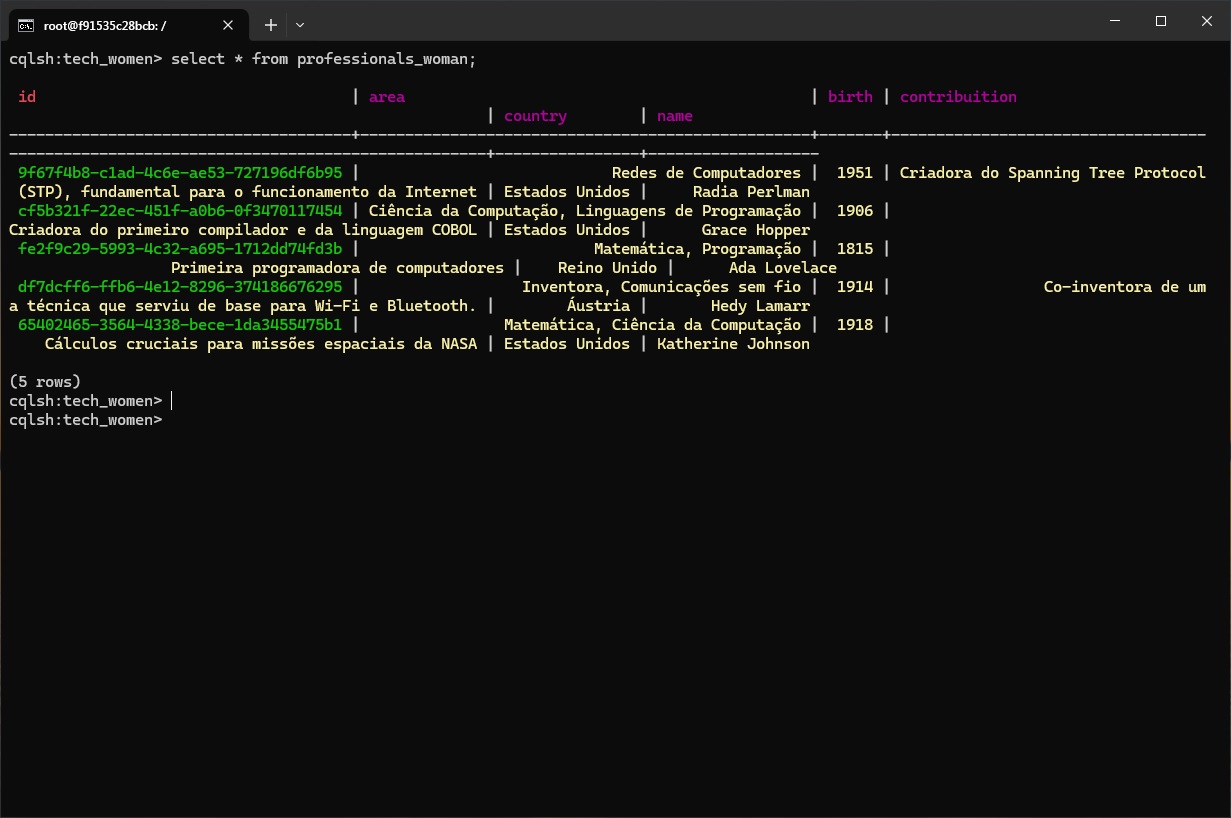 root@f91535c28bcb: /
cqlsh:tech_women> select * from professionals_woman;
id | area | birth | contribuition
| country | name
--------------------------------------+--------------------------------------------------+-------+-----------------------------------
-----------------------------------------------------+----------------+-------------------
9f67f4b8-c1ad-4c6e-ae53-727196df6b95 | Redes de Computadores | 1951 | Criadora do Spanning Tree Protocol
(STP), fundamental para o funcionamento da Internet | Estados Unidos | Radia Perlman
cf5b321f-22ec-451f-a0b6-0f3470117454 | Ciência da Computação, Linguagens de Programação | 1906 |
Criadora do primeiro compilador e da linguagem COBOL | Estados Unidos | Grace Hopper
fe2f9c29-5993-4c32-a695-1712dd74fd3b | Matemática, Programação | 1815 |
Primeira programadora de computadores | Reino Unido | Ada Lovelace
df7dcff6-ffb6-4e12-8296-374186676295 | Inventora, Comunicações sem fio | 1914 | Co-inventora de um
a técnica que serviu de base para Wi-Fi e Bluetooth. | Áustria | Hedy Lamarr
65402465-3564-4338-bece-1da3455475b1 | Matemática, Ciência da Computação | 1918 |
Cálculos cruciais para missões espaciais da NASA | Estados Unidos | Katherine Johnson
(5 rows)
cqlsh:tech_women>
cqlsh:tech_women>